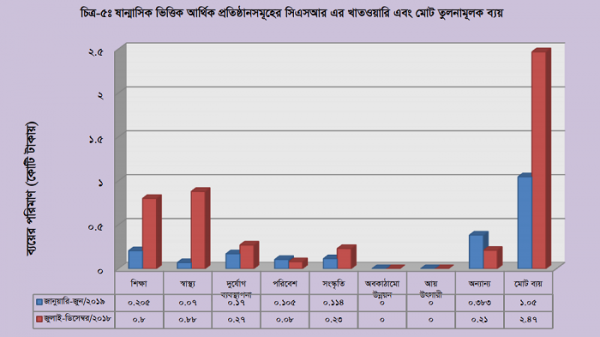 চিত্র-৫ঃ ষান্মাসিক ভিত্তিক আর্থিক প্রতিষ্ঠানসমূহের সিএসআর এর খাতওয়ারি এবং মোট তুলনামূলক ব্যয়
ব্যয়ের পরিমাণ (কোটি টাকায়)
২.৫
২
১.৫
১
০.৫
০
শিক্ষা স্বাস্থ্য দুর্যোগ ব্যবস্থাপনা পরিবেশ সংস্কৃতি অবকাঠামো উন্নয়ন আয় উৎসারী অন্যান্য মোট ব্যয়
জানুয়ারি-জুন/২০১৯ ০.২০৫ ০.০৭ ০.১৭ ০.১০৫ ০.১১৪ ০ ০ ০.৩৮৩ ১.০৫
জুলাই-ডিসেম্বর/২০১৮ ০.৮ ০.৮৮ ০.২৭ ০.০৮ ০.২৩ ০ ০ ০.২১ ২.৪৭